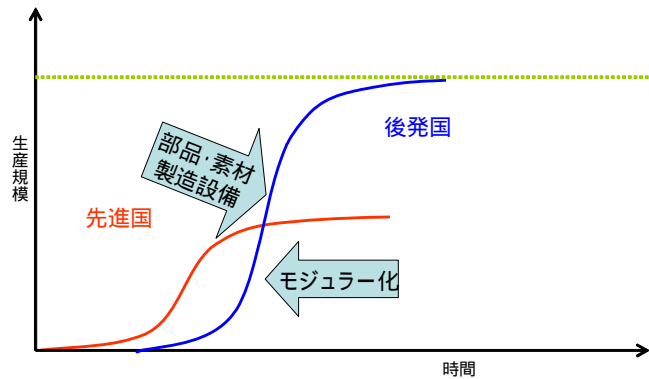 生産規模
部品・素材
製造設備
後発国
先進国
モジュラー化
時間